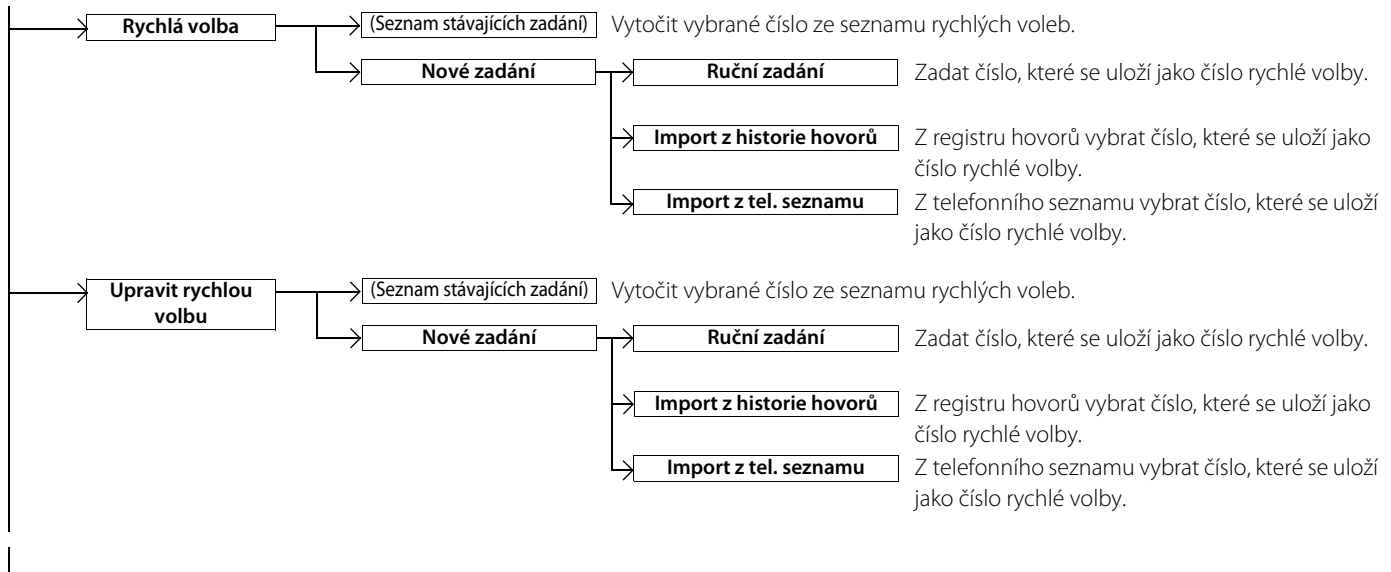 Rychlá volba
(Seznam stávajících zadání)
Vytočit vybrané číslo ze seznamu rychlých voleb.
Nové zadání
Ruční zadání
Zadat číslo, které se uloží jako číslo rychlé volby.
Import z historie hovorů
Z registru hovorů vybrat číslo, které se uloží jako
číslo rychlé volby.
Import z tel. seznamu
Z telefonního seznamu vybrat číslo, které se uloží
jako číslo rychlé volby.
Upravit rychlou
volbu
(Seznam stávajících zadání)
Vytočit vybrané číslo ze seznamu rychlých voleb.
Nové zadání
Ruční zadání
Zadat číslo, které se uloží jako číslo rychlé volby.
Import z historie hovorů
Z registru hovorů vybrat číslo, které se uloží jako
číslo rychlé volby.
Import z tel. seznamu
Z telefonního seznamu vybrat číslo, které se uloží
jako číslo rychlé volby.